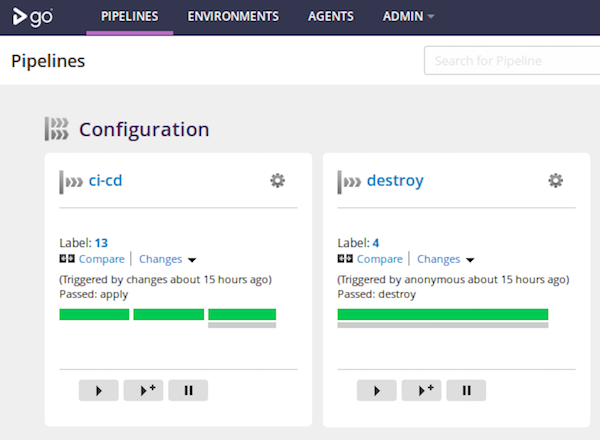 go PIPELINES ENVIRONMENTS AGENTS ADMIN
Pipelines Search for Pipeline
Configuration
ci-cd
Label: 13
Compare Changes
(Triggered by changes about 15 hours ago)
Passed: apply
destroy
Label: 4
Compare Changes
(Triggered by anonymous about 15 hours ago)
Passed: destroy